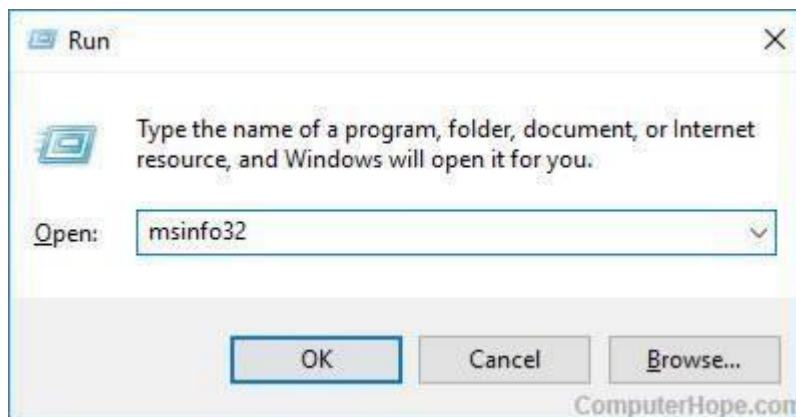 Run
Type the name of a program, folder, document, or Internet
resource, and Windows will open it for you.
Open: msinfo32
OK Cancel Browse...
ComputerHope.com